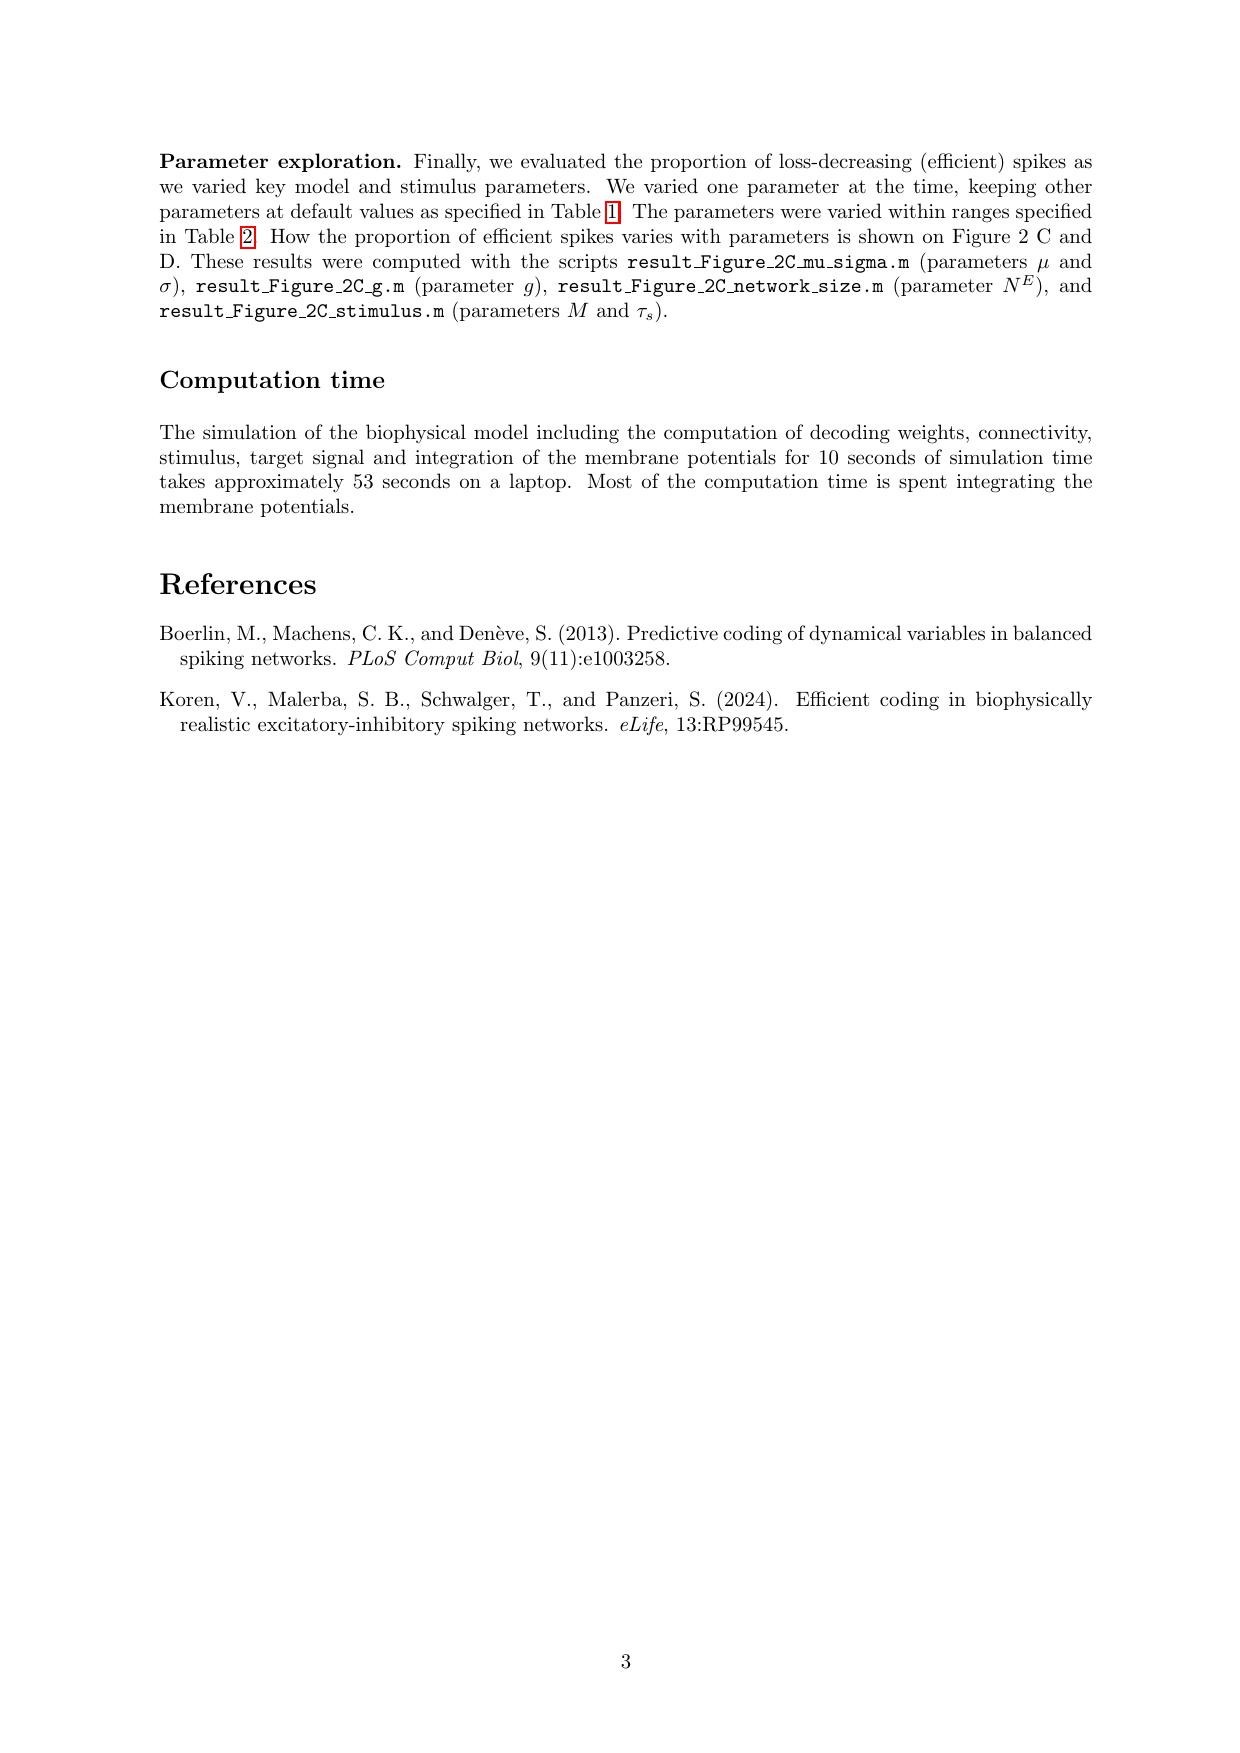 Parameter exploration. Finally, we evaluated the proportion of loss-decreasing (efficient) spikes as
we varied key model and stimulus parameters. We varied one parameter at the time, keeping other
parameters at default values as specified in Table 1. The parameters were varied within ranges specified
in Table 2. How the proportion of efficient spikes varies with parameters is shown on Figure 2 C and
D. These results were computed with the scripts result_Figure_2C_mu_sigma.m (parameters μ and
σ), result_Figure_2C_g.m (parameter g), result_Figure_2C_network_size.m (parameter N^E), and
result_Figure_2C_stimulus.m (parameters M and τ_s).
Computation time
The simulation of the biophysical model including the computation of decoding weights, connectivity,
stimulus, target signal and integration of the membrane potentials for 10 seconds of simulation time
takes approximately 53 seconds on a laptop. Most of the computation time is spent integrating the
membrane potentials.
References
Boerlin, M., Machens, C. K., and Denève, S. (2013). Predictive coding of dynamical variables in balanced
spiking networks. PLoS Comput Biol, 9(11):e1003258.
Koren, V., Malerba, S. B., Schwalger, T., and Panzeri, S. (2024). Efficient coding in biophysically
realistic excitatory-inhibitory spiking networks. eLife, 13:RP99545.
3